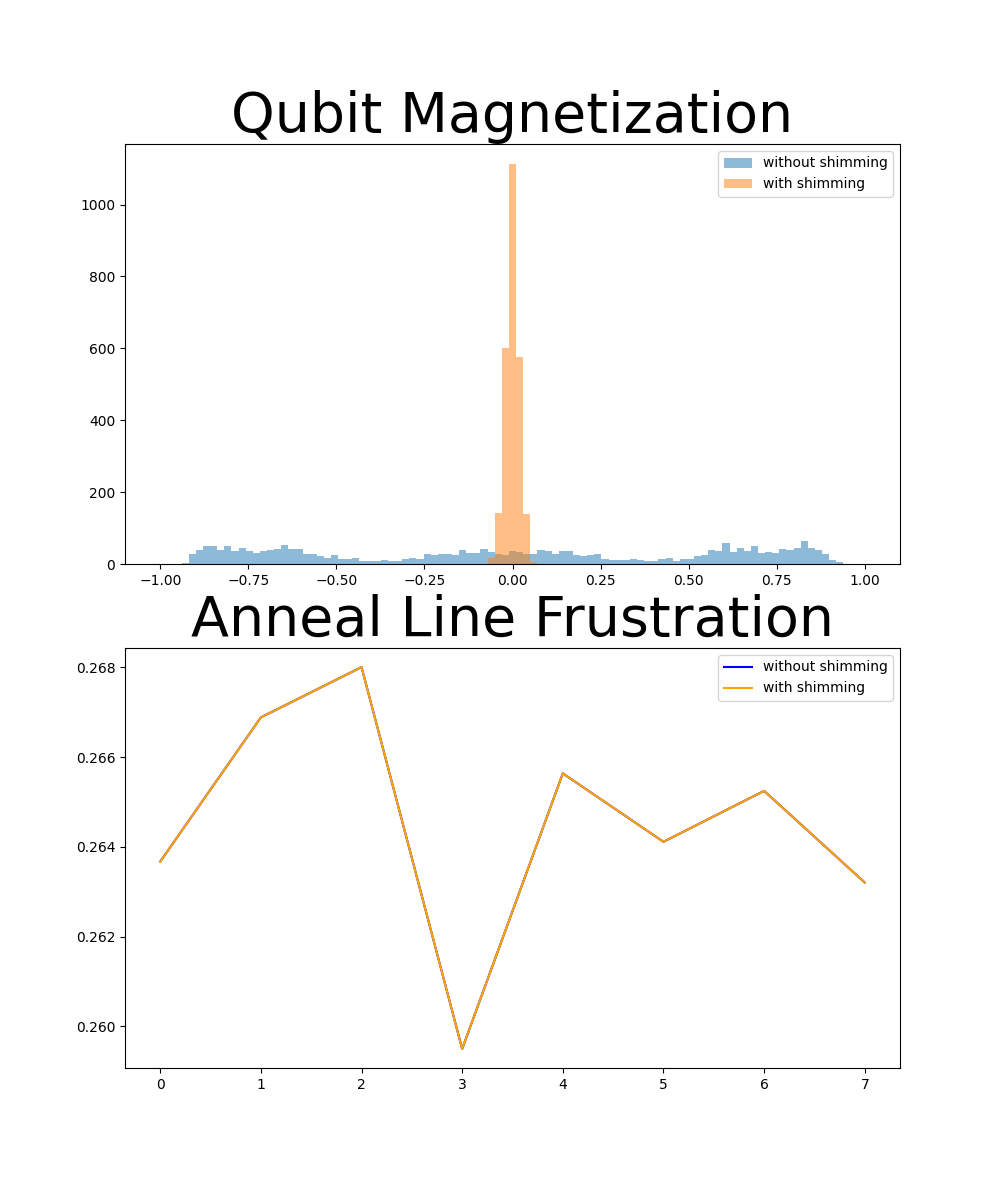 Qubit Magnetization
without shimming
with shimming
1000
800
600
400
200
0
−1.00 −0.75 −0.50 −0.25 0.00 0.25 0.50 0.75 1.00
Anneal Line Frustration
without shimming
with shimming
0.268
0.266
0.264
0.262
0.260
0 1 2 3 4 5 6 7